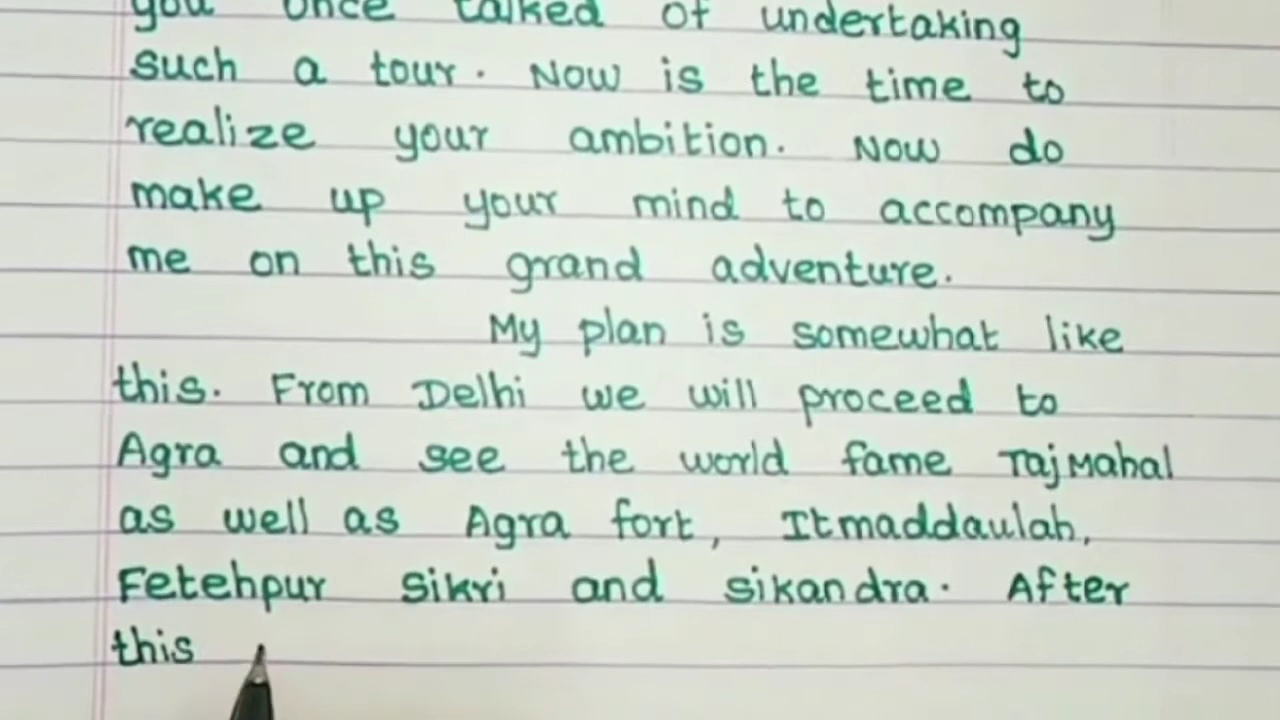 you once talked of undertaking
such a tour. Now is the time to
realize your ambition. Now do
make up your mind to accompany
me on this grand adventure.
My plan is somewhat like
this. From Delhi we will proceed to
Agra and see the world fame Taj Mahal
as well as Agra fort, Itmaddaulah,
Fetehpur Sikri and Sikandra. After
this